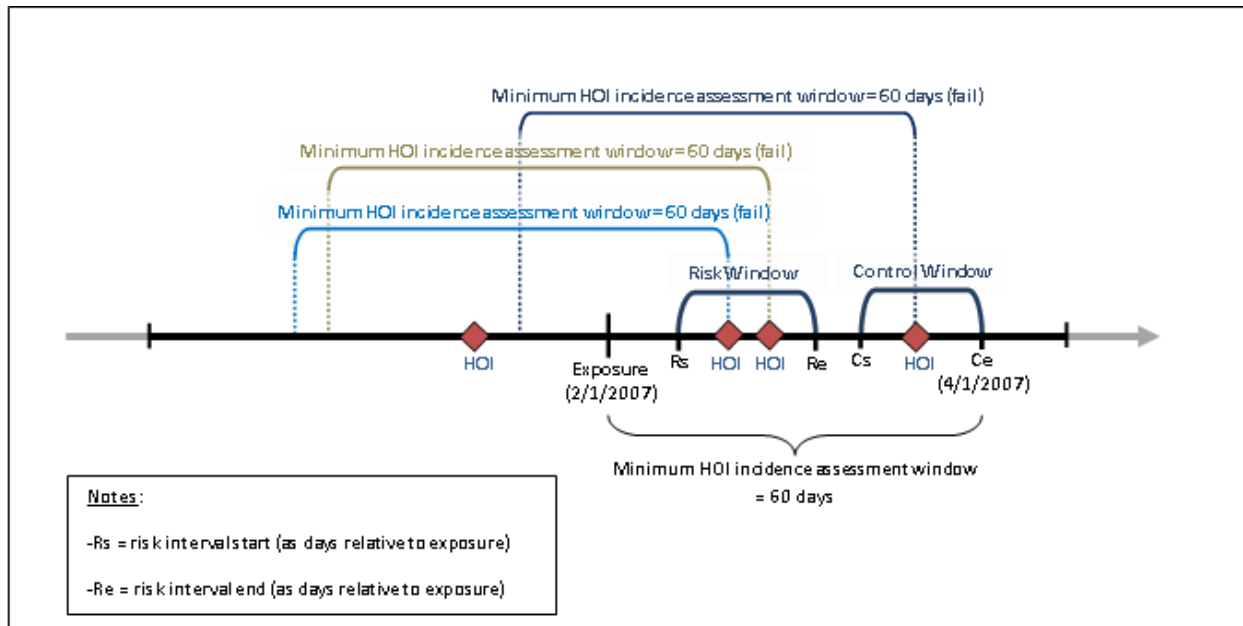 Minimum HOI incidence assessment window = 60 days (fail)
Minimum HOI incidence assessment window = 60 days (fail)
Minimum HOI incidence assessment window = 60 days (fail)
Risk Window
Control Window
HOI
Exposure
(2/1/2007)
Rs
HOI
HOI
Re
Cs
HOI
Ce
(4/1/2007)
Minimum HOI incidence assessment window
= 60 days
Notes:
-Rs = risk interval start (as days relative to exposure)
-Re = risk interval end (as days relative to exposure)